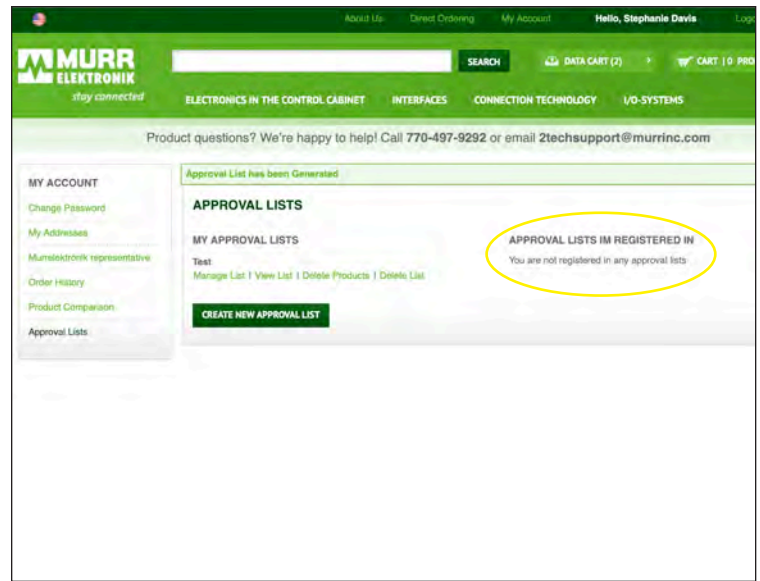 About Us Direct Ordering My Account Hello, Stephanie Davis Logo
MURR
ELEKTRONIK
stay connected
SEARCH DATA CART (2) CART | 0 PRO
ELECTRONICS IN THE CONTROL CABINET INTERFACES CONNECTION TECHNOLOGY I/O-SYSTEMS
Product questions? We're happy to help! Call 770-497-9292 or email 2techsupport@murrinc.com
MY ACCOUNT
Change Password
My Addresses
Murrelektronik representative
Order History
Product Comparison
Approval Lists
Approval List has been Generated
APPROVAL LISTS
MY APPROVAL LISTS
Test
Manage List | View List | Delete Products | Delete List
CREATE NEW APPROVAL LIST
APPROVAL LISTS IM REGISTERED IN
You are not registered in any approval lists